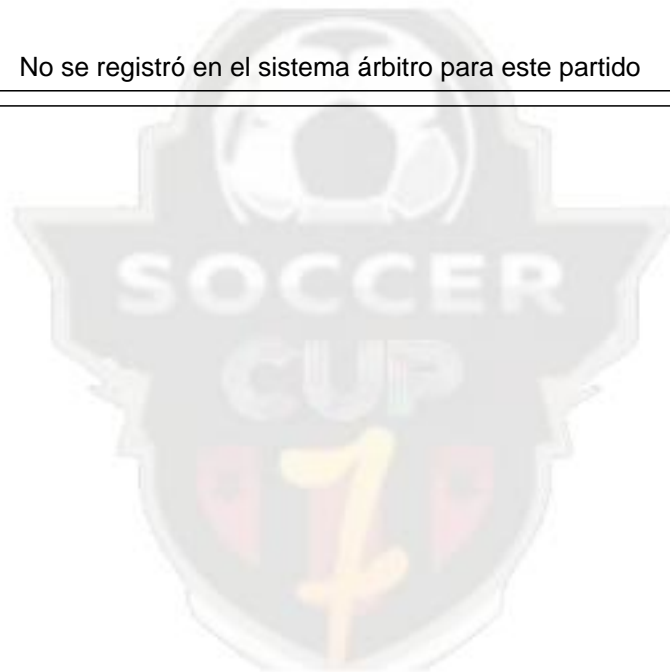 No se registró en el sistema árbitro para este partido
SOCCER
CUP
7